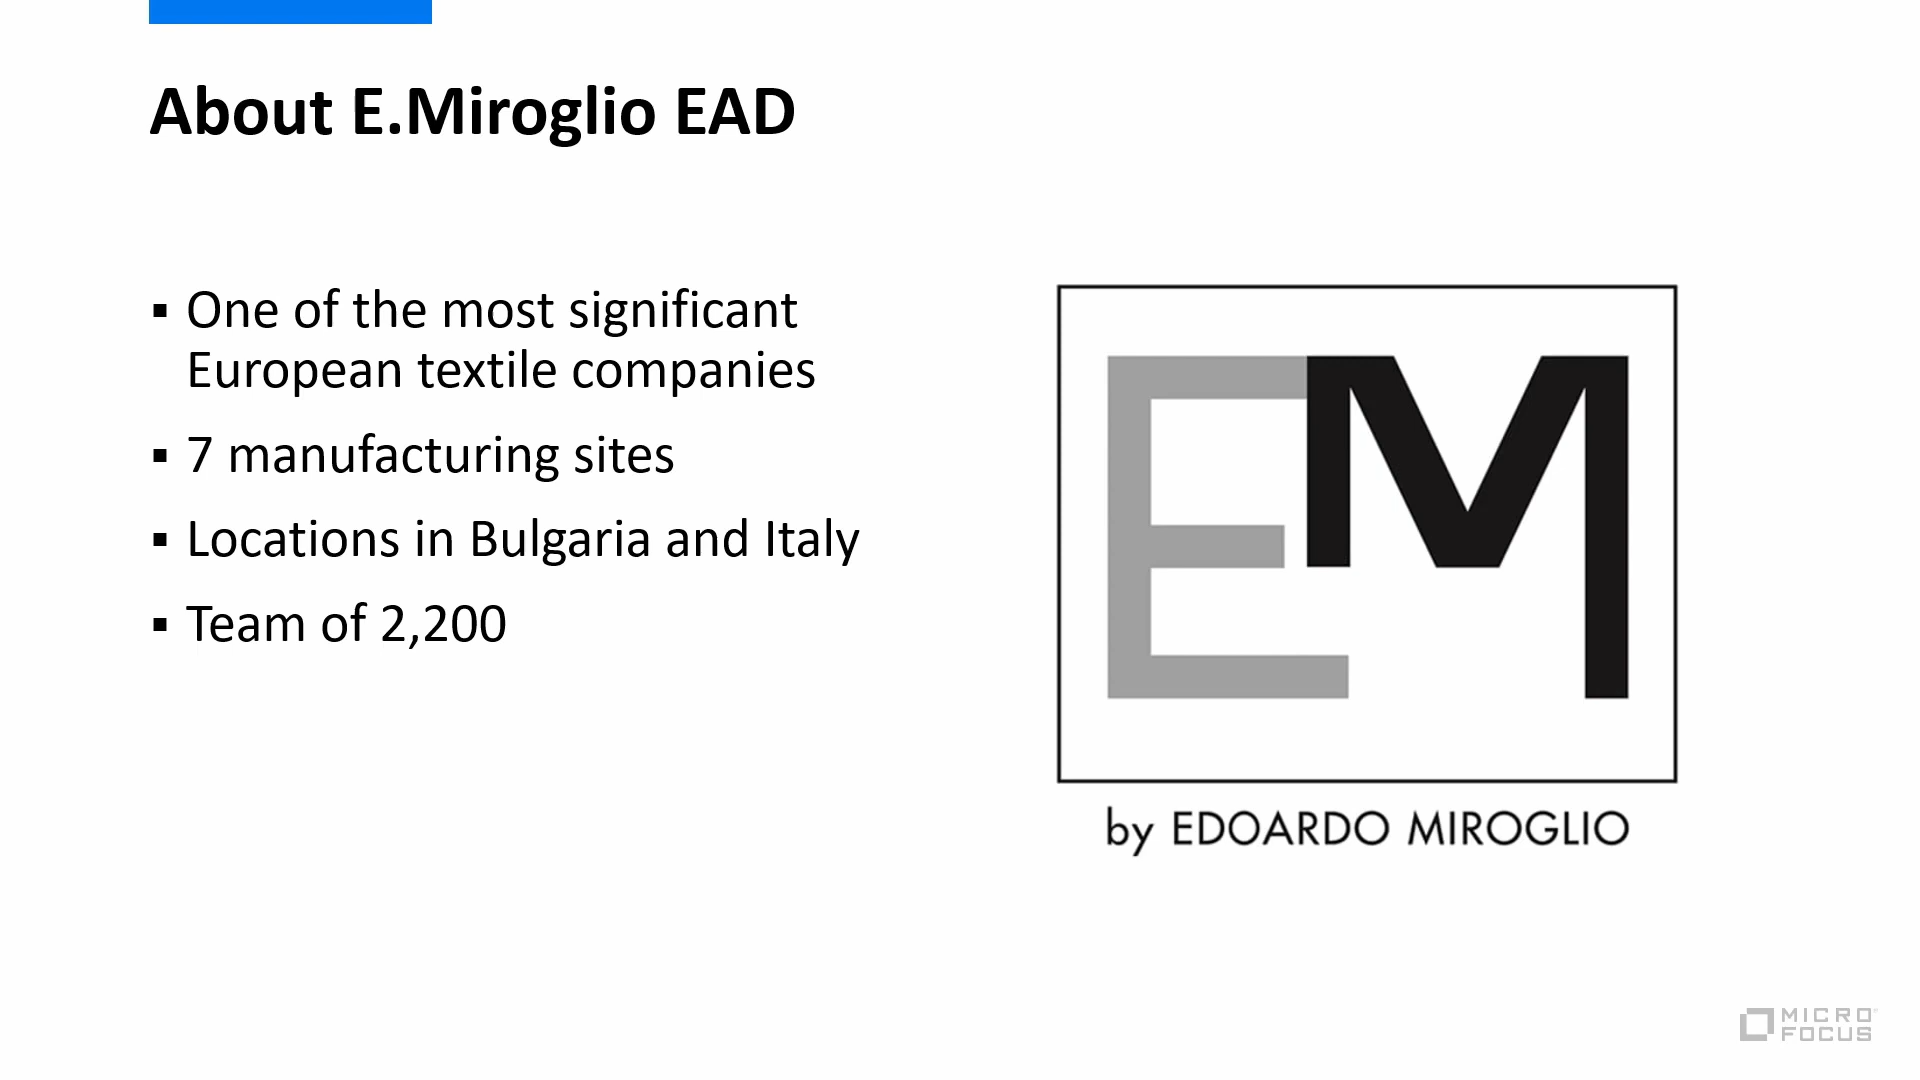 About E.Miroglio EAD
▪ One of the most significant
European textile companies
▪ 7 manufacturing sites
▪ Locations in Bulgaria and Italy
▪ Team of 2,200
EM
by EDOARDO MIROGLIO
MICRO
FOCUS